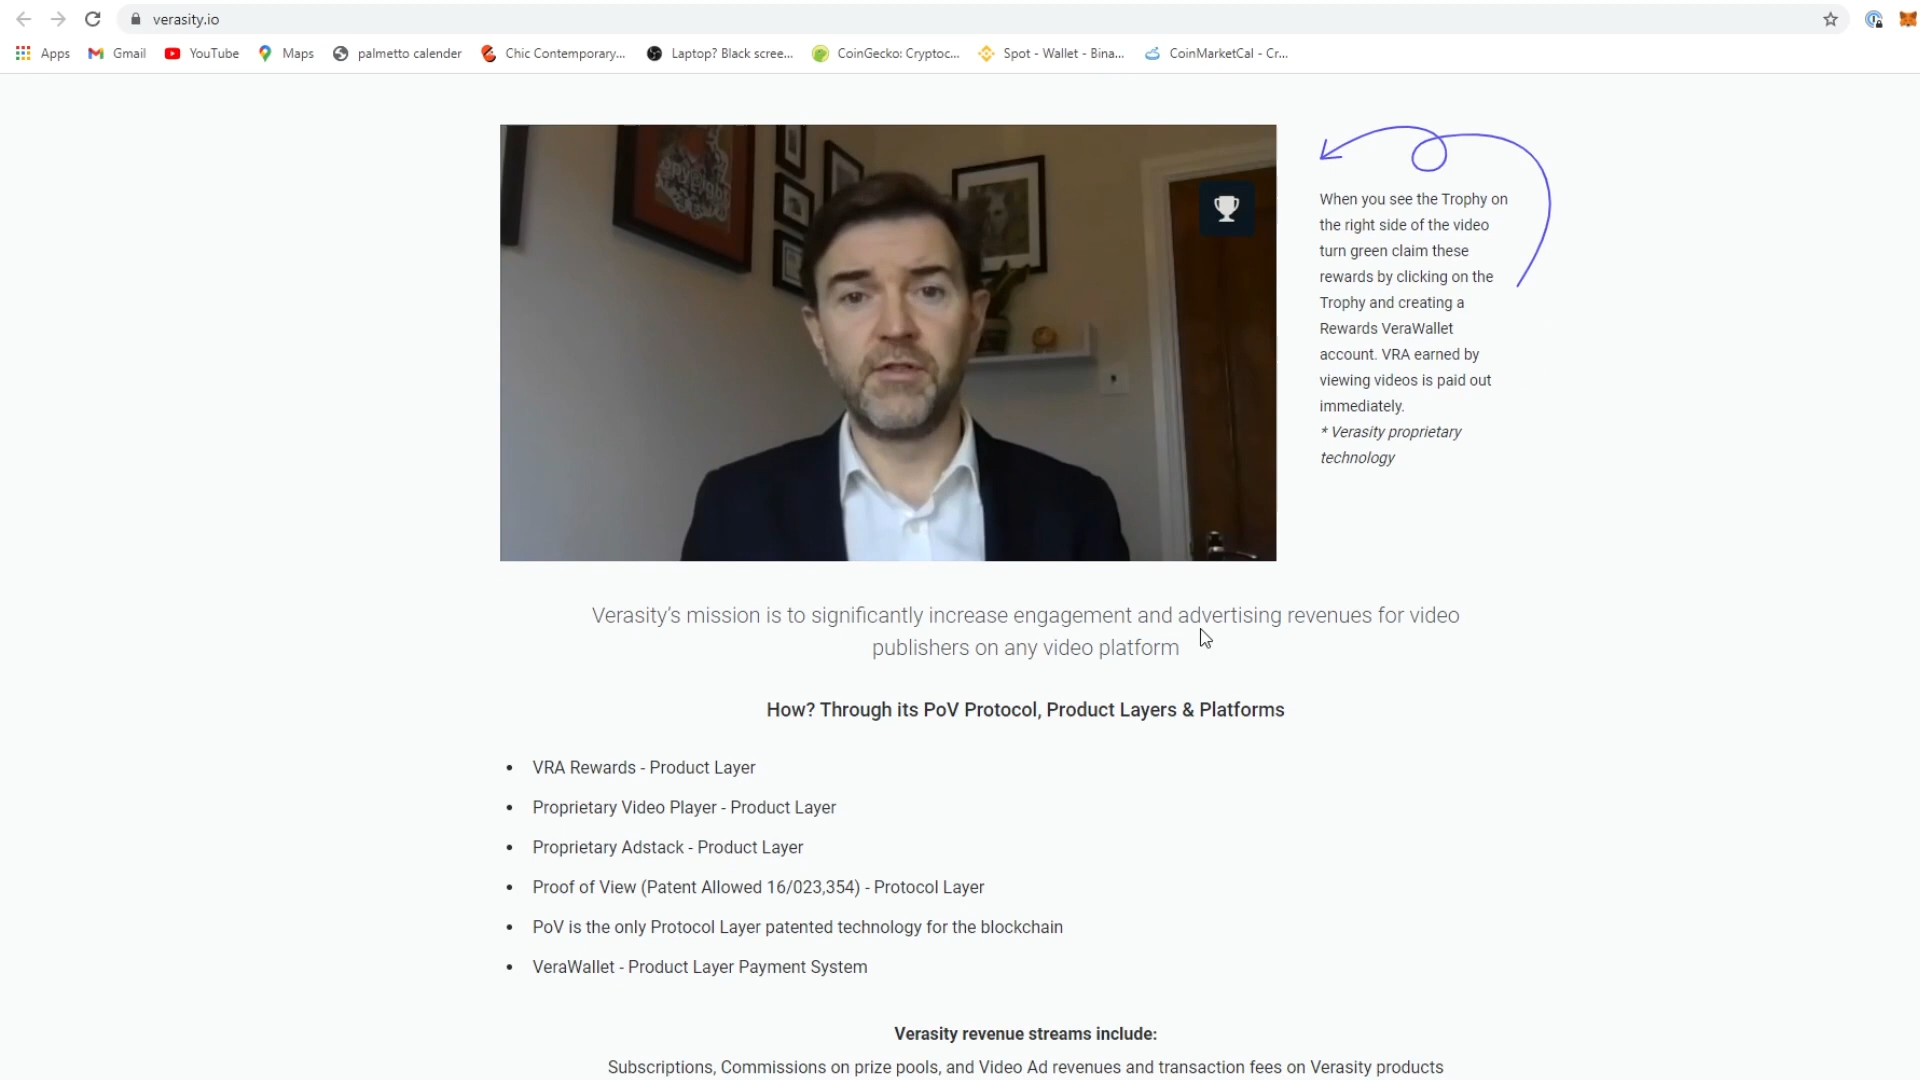 verasity.io
Apps Gmail YouTube Maps palmetto calender Chic Contemporary... Laptop? Black scree... CoinGecko: Cryptoc... Spot - Wallet - Bina... CoinMarketCal - Cr...
When you see the Trophy on
the right side of the video
turn green claim these
rewards by clicking on the
Trophy and creating a
Rewards VeraWallet
account. VRA earned by
viewing videos is paid out
immediately.
* Verasity proprietary
technology
Verasity's mission is to significantly increase engagement and advertising revenues for video
publishers on any video platform
How? Through its PoV Protocol, Product Layers & Platforms
• VRA Rewards - Product Layer
• Proprietary Video Player - Product Layer
• Proprietary Adstack - Product Layer
• Proof of View (Patent Allowed 16/023,354) - Protocol Layer
• PoV is the only Protocol Layer patented technology for the blockchain
• VeraWallet - Product Layer Payment System
Verasity revenue streams include:
Subscriptions, Commissions on prize pools, and Video Ad revenues and transaction fees on Verasity products